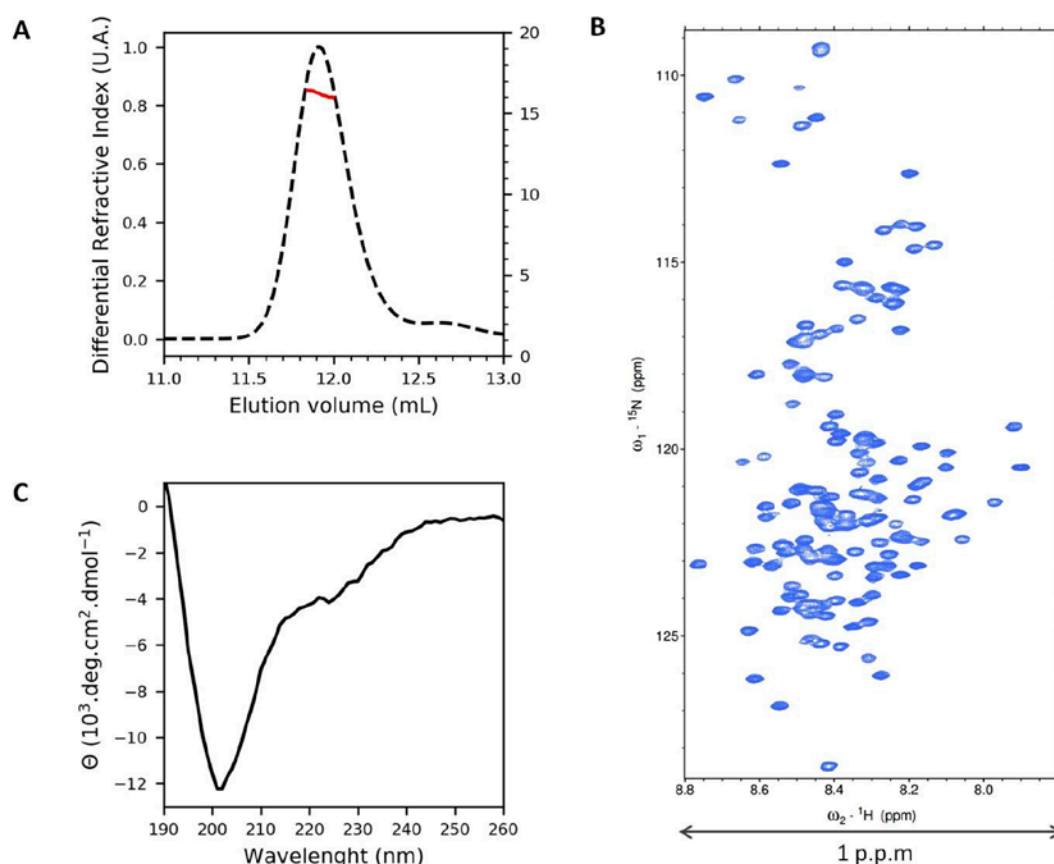 A
Differential Refractive Index (U.A.)
1.0
0.8
0.6
0.4
0.2
0.0
20
15
10
5
0
11.0 11.5 12.0 12.5 13.0
Elution volume (mL)
B
ω₁ - ¹⁵N (ppm)
110
115
120
125
8.8 8.6 8.4 8.2 8.0
ω₂ - ¹H (ppm)
1 p.p.m
C
Θ (10³.deg.cm².dmol⁻¹)
0
−2
−4
−6
−8
−10
−12
190 200 210 220 230 240 250 260
Wavelenght (nm)